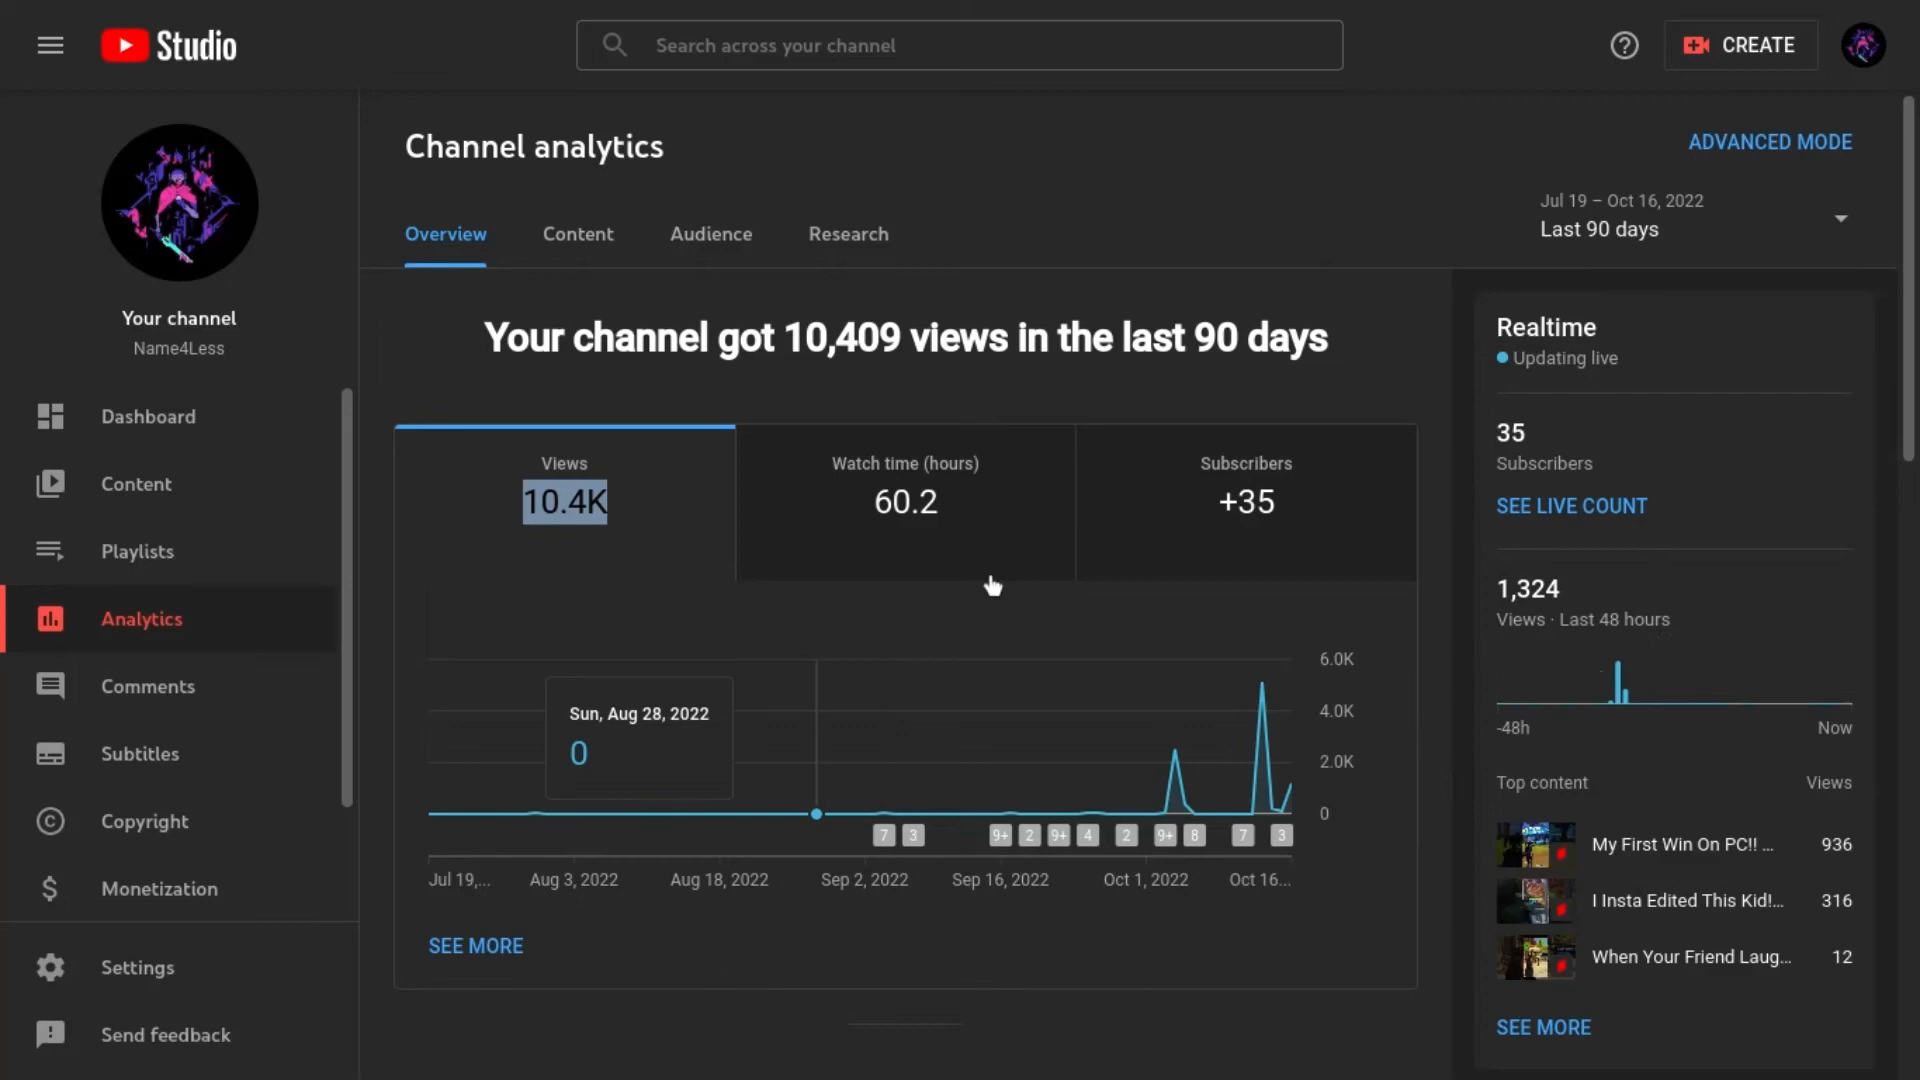 Studio
Search across your channel
?
CREATE
Channel analytics
ADVANCED MODE
Jul 19 – Oct 16, 2022
Last 90 days
Overview
Content
Audience
Research
Your channel
Name4Less
Dashboard
Content
Playlists
Analytics
Comments
Subtitles
Copyright
Monetization
Settings
Send feedback
Your channel got 10,409 views in the last 90 days
Views
10.4K
Watch time (hours)
60.2
Subscribers
+35
6.0K
4.0K
2.0K
0
Sun, Aug 28, 2022
0
7 3 9+ 2 9+ 4 2 9+ 8 7 3
Jul 19,... Aug 3, 2022 Aug 18, 2022 Sep 2, 2022 Sep 16, 2022 Oct 1, 2022 Oct 16...
SEE MORE
Realtime
Updating live
35
Subscribers
SEE LIVE COUNT
1,324
Views · Last 48 hours
-48h Now
Top content Views
My First Win On PC!! ... 936
I Insta Edited This Kid!... 316
When Your Friend Laug... 12
SEE MORE